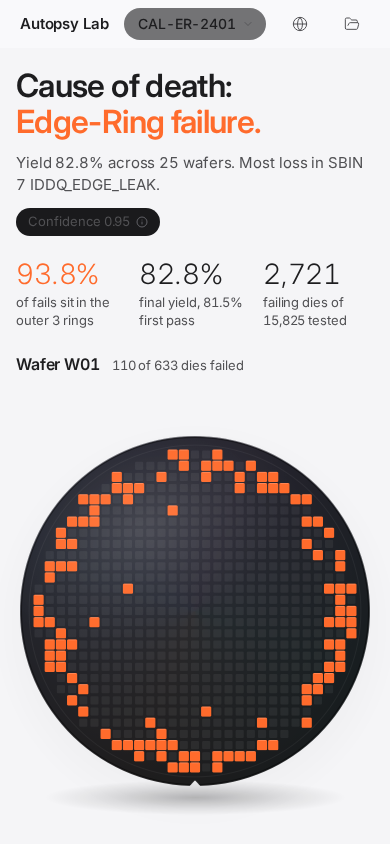 Autopsy Lab
CAL-ER-2401
Cause of death:
Edge-Ring failure.
Yield 82.8% across 25 wafers. Most loss in SBIN
7 IDDQ_EDGE_LEAK.
Confidence 0.95
93.8%
of fails sit in the
outer 3 rings
82.8%
final yield, 81.5%
first pass
2,721
failing dies of
15,825 tested
Wafer W01 110 of 633 dies failed